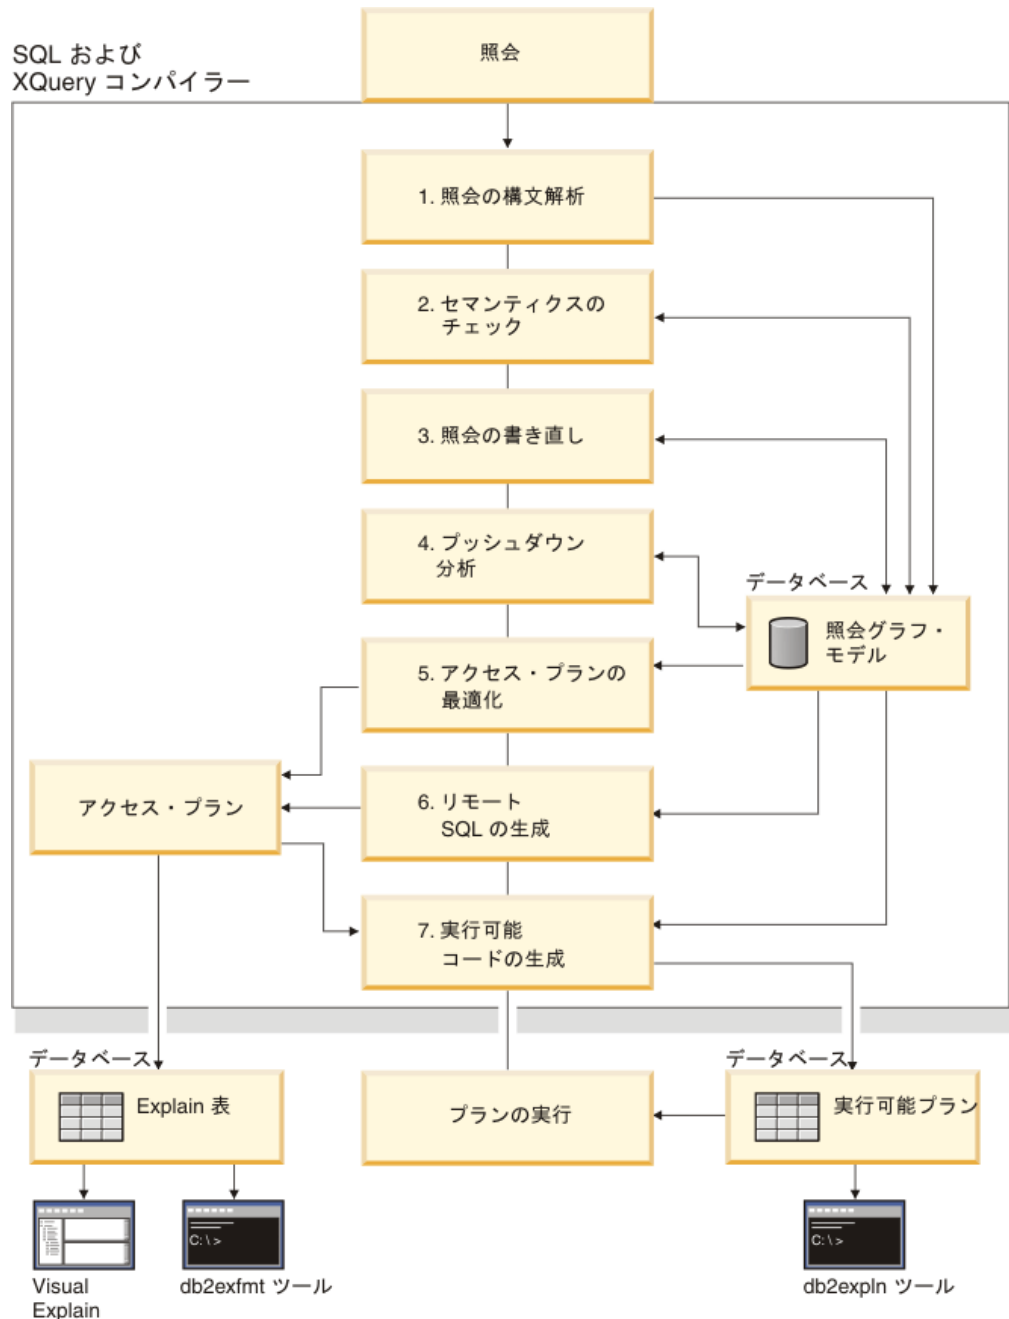 照会
SQL および
XQuery コンパイラー
1. 照会の構文解析
2. セマンティクスの
チェック
3. 照会の書き直し
4. プッシュダウン
分析
データベース
照会グラフ・
モデル
5. アクセス・プランの
最適化
アクセス・プラン
6. リモート
SQL の生成
7. 実行可能
コードの生成
データベース
Explain 表
プランの実行
データベース
実行可能プラン
C:\>
C:\>
Visual
Explain
db2exfmt ツール
db2expln ツール